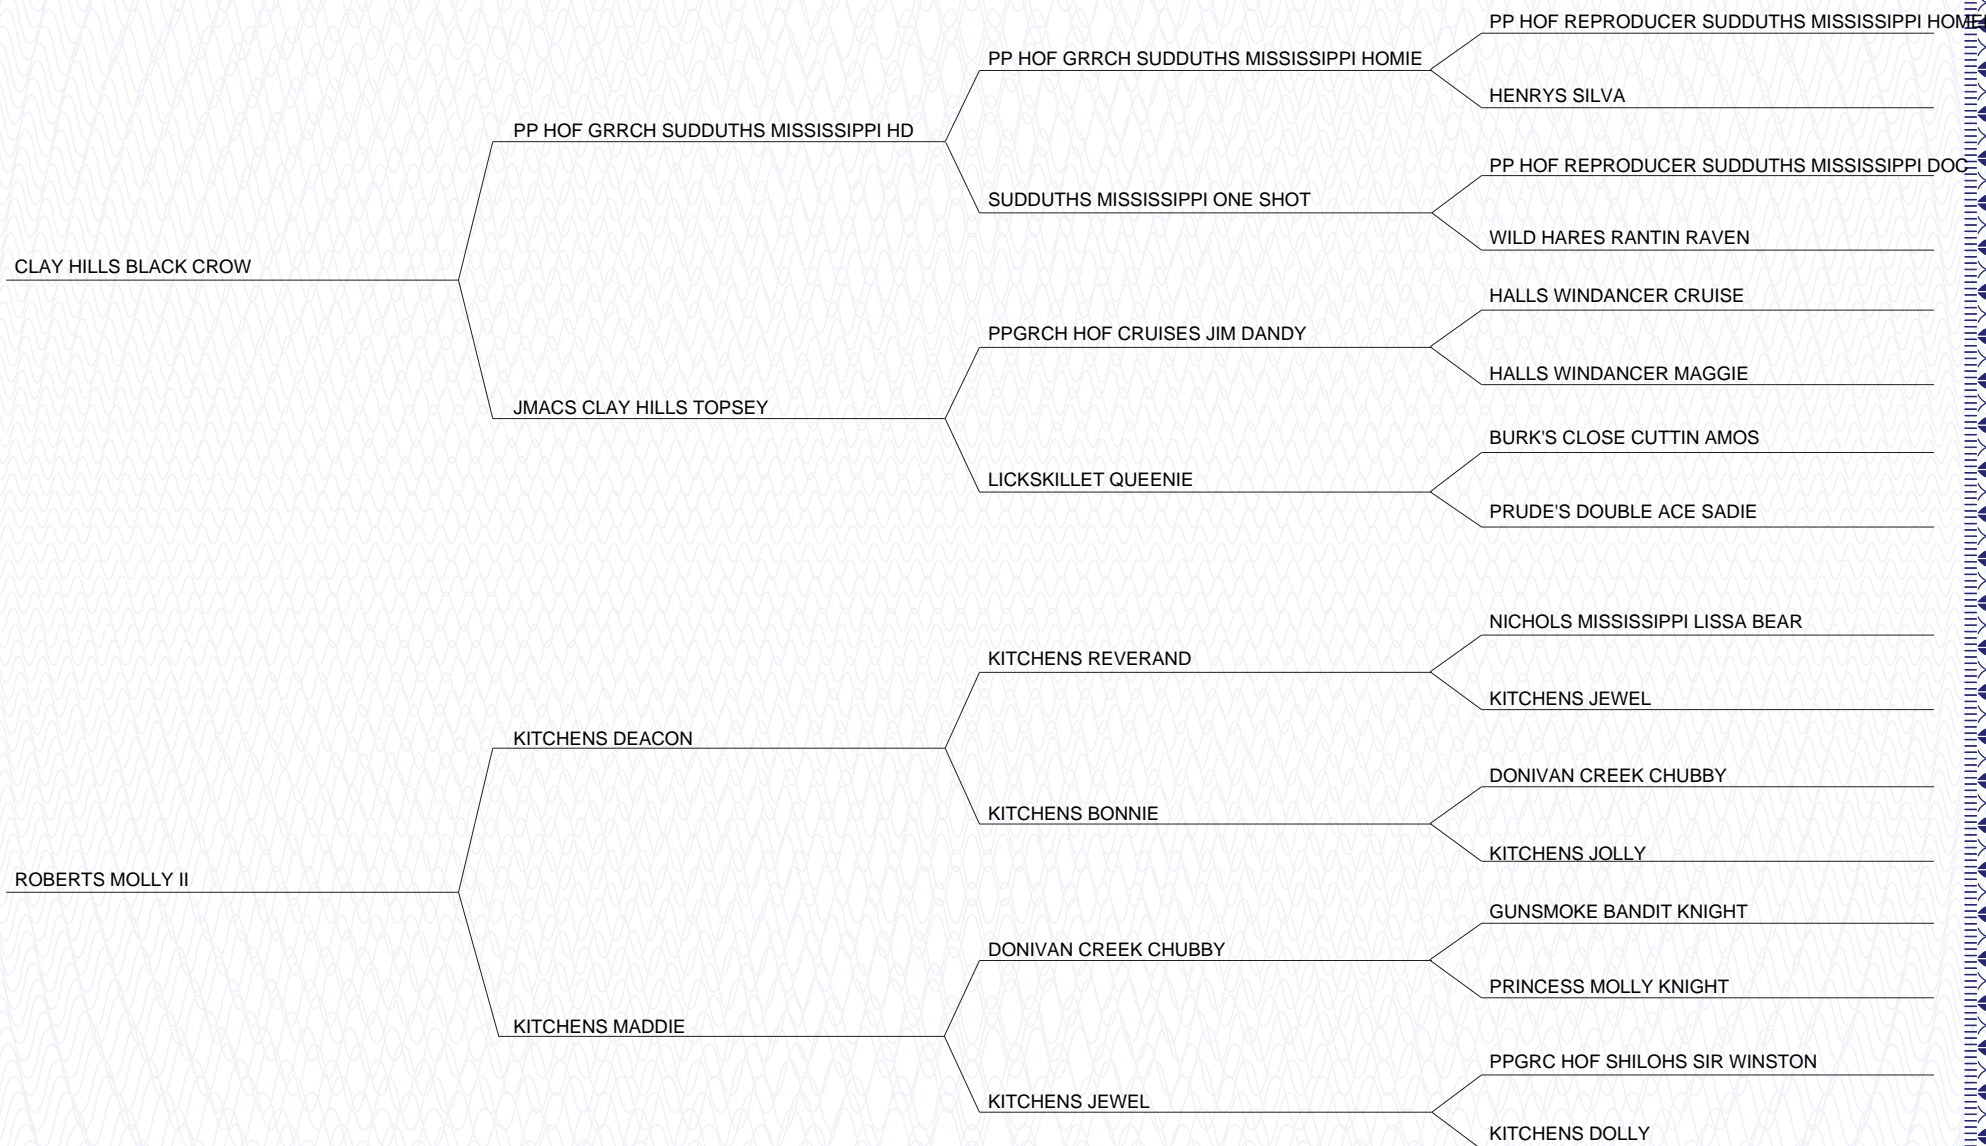 PP HOF REPRODUCER SUDDUTHS MISSISSIPPI HOME
PP HOF GRRCH SUDDUTHS MISSISSIPPI HOMIE
HENRYS SILVA
PP HOF GRRCH SUDDUTHS MISSISSIPPI HD
PP HOF REPRODUCER SUDDUTHS MISSISSIPPI DOC
SUDDUTHS MISSISSIPPI ONE SHOT
WILD HARES RANTIN RAVEN
CLAY HILLS BLACK CROW
HALLS WINDANCER CRUISE
PPGRCH HOF CRUISES JIM DANDY
HALLS WINDANCER MAGGIE
JMACS CLAY HILLS TOPSEY
BURK'S CLOSE CUTTIN AMOS
LICKSKILLET QUEENIE
PRUDE'S DOUBLE ACE SADIE
NICHOLS MISSISSIPPI LISSA BEAR
KITCHENS REVERAND
KITCHENS JEWEL
KITCHENS DEACON
DONIVAN CREEK CHUBBY
KITCHENS BONNIE
KITCHENS JOLLY
ROBERTS MOLLY II
GUNSMOKE BANDIT KNIGHT
DONIVAN CREEK CHUBBY
PRINCESS MOLLY KNIGHT
KITCHENS MADDIE
PPGRC HOF SHILOHS SIR WINSTON
KITCHENS JEWEL
KITCHENS DOLLY